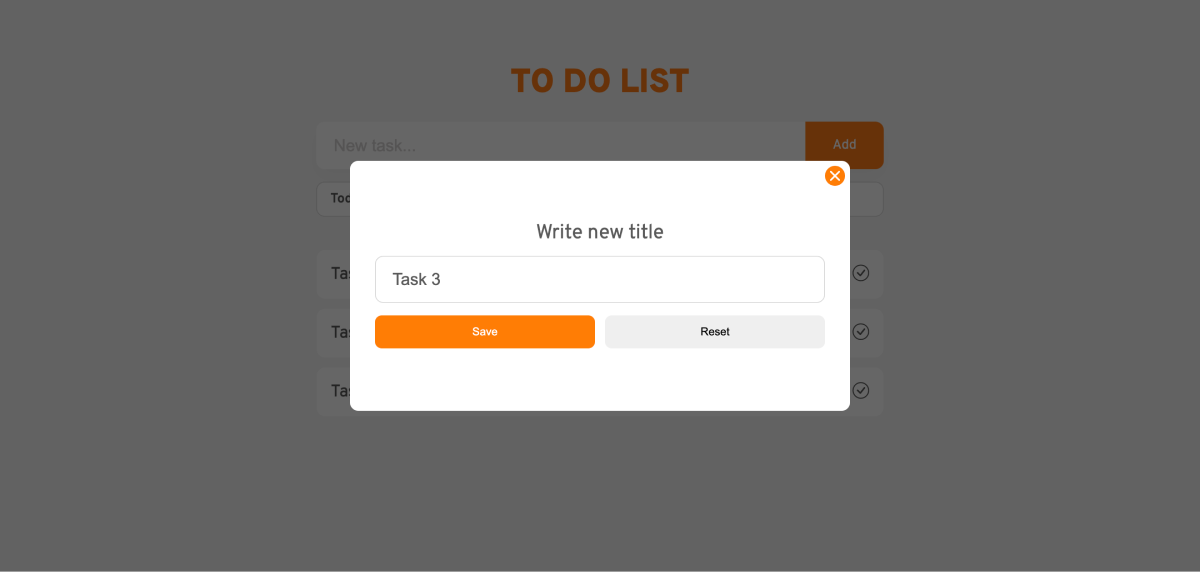 TO DO LIST
New task...
Add
Write new title
Task 3
Save
Reset